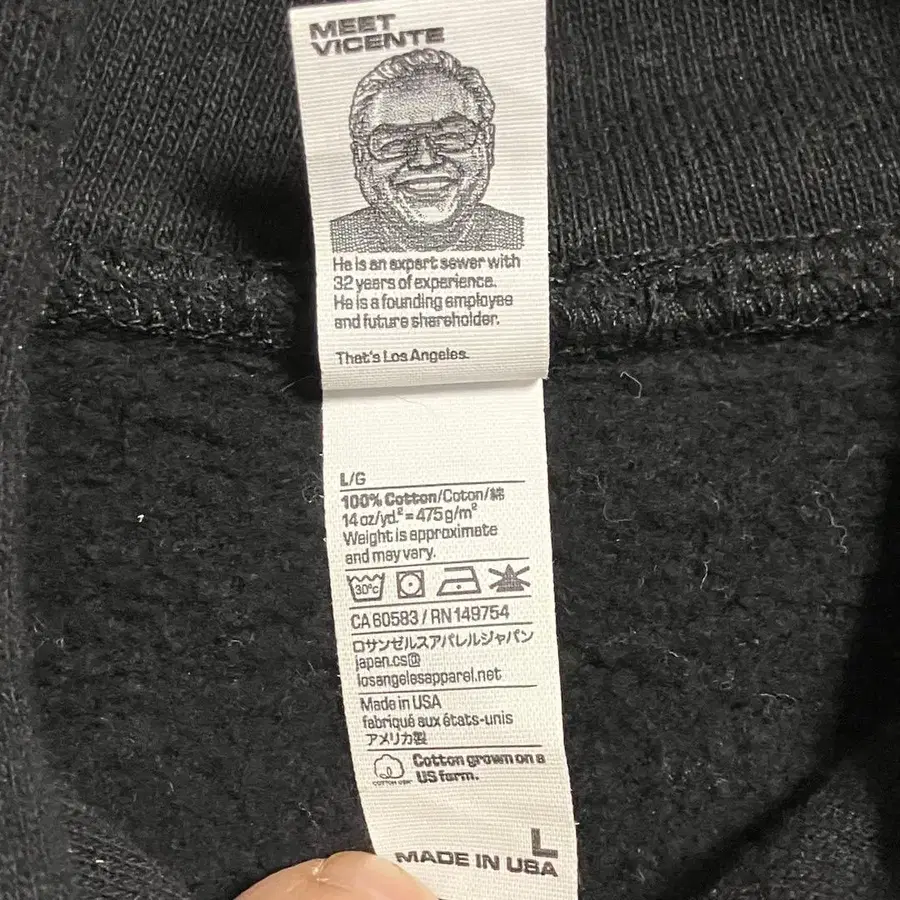 MEET
VICENTE
He is an expert sewer with
32 years of experience.
He is a founding employee
and future shareholder.
That's Los Angeles.
L/G
100% Cotton/Coton/綿
14 oz/yd.² = 475 g/m²
Weight is approximate
and may vary.
30°C
CA 60583 / RN 149754
ロサンゼルスアパレルジャパン
japan.cs@
losangelesapparel.net
Made in USA
fabriqué aux états-unis
アメリカ製
Cotton grown on a
US farm.
COTTON USA
L
MADE IN USA